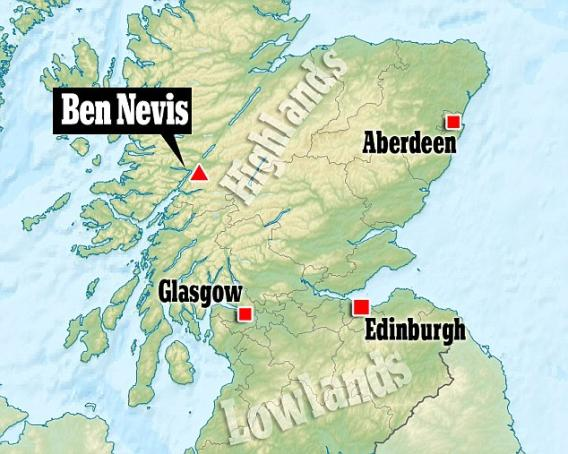 Ben Nevis
Highlands
Aberdeen
Glasgow
Edinburgh
Lowlands